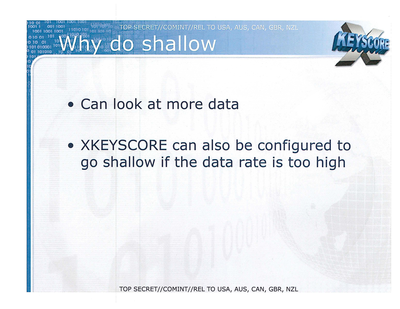 TOP SECRET//COMINT//REL TO USA, AUS, CAN, GBR, NZL
Why do shallow
X
KEYSCORE
• Can look at more data
• XKEYSCORE can also be configured to
go shallow if the data rate is too high
TOP SECRET//COMINT//REL TO USA, AUS, CAN, GBR, NZL